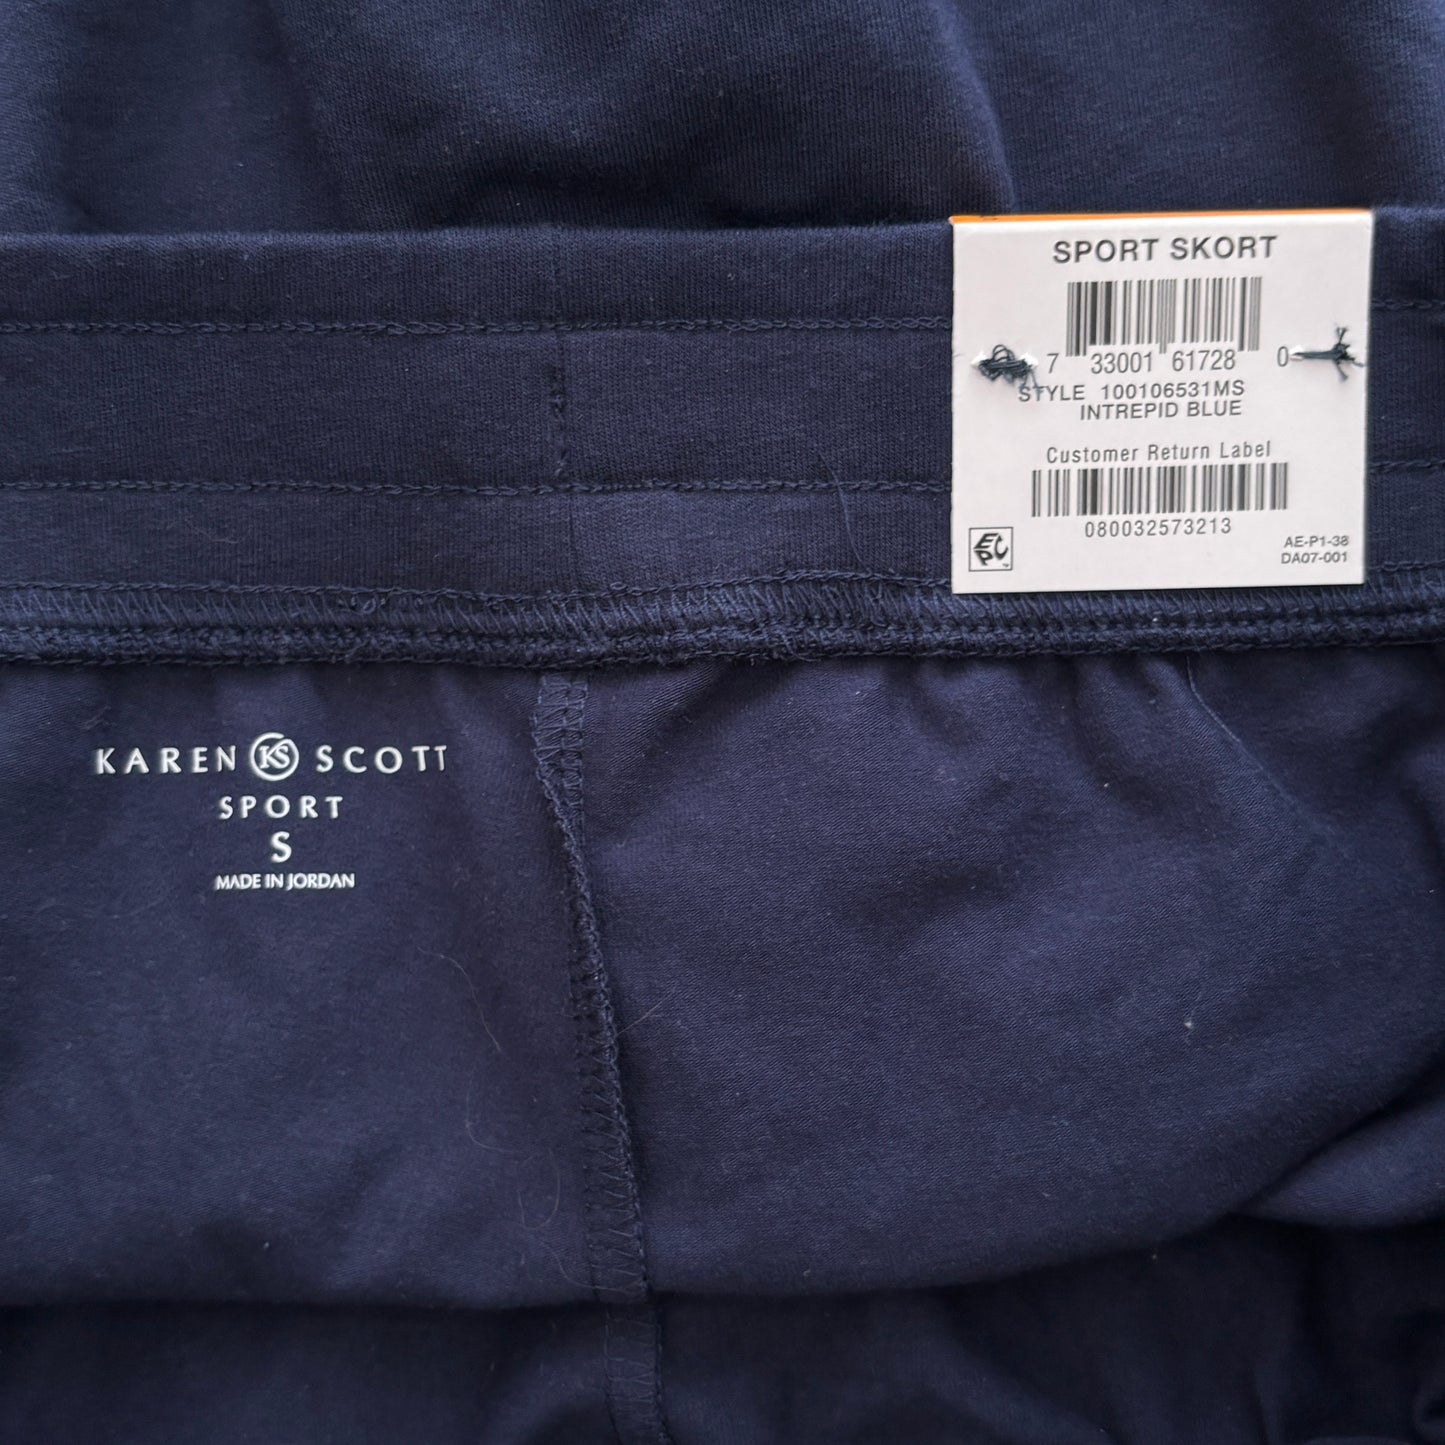 SPORT SKORT
7 33001 61728 0
STYLE 100106531MS
INTREPID BLUE
Customer Return Label
080032573213
EPC
AE-P1-38
DA07-001
KAREN KS SCOTT
SPORT
S
MADE IN JORDAN